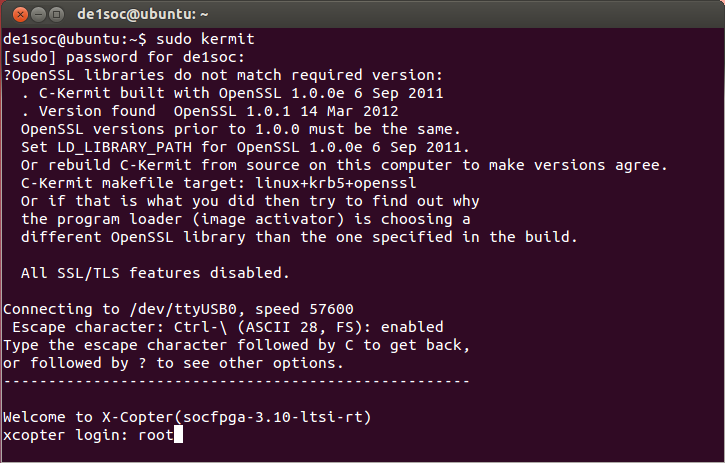 de1soc@ubuntu: ~
de1soc@ubuntu:~$ sudo kermit
[sudo] password for de1soc:
?OpenSSL libraries do not match required version:
  . C-Kermit built with OpenSSL 1.0.0e 6 Sep 2011
  . Version found  OpenSSL 1.0.1 14 Mar 2012
  OpenSSL versions prior to 1.0.0 must be the same.
  Set LD_LIBRARY_PATH for OpenSSL 1.0.0e 6 Sep 2011.
  Or rebuild C-Kermit from source on this computer to make versions agree.
  C-Kermit makefile target: linux+krb5+openssl
  Or if that is what you did then try to find out why
  the program loader (image activator) is choosing a
  different OpenSSL library than the one specified in the build.
  All SSL/TLS features disabled.
Connecting to /dev/ttyUSB0, speed 57600
 Escape character: Ctrl-\ (ASCII 28, FS): enabled
Type the escape character followed by C to get back,
or followed by ? to see other options.
----------------------------------------------------
Welcome to X-Copter(socfpga-3.10-ltsi-rt)
xcopter login: root